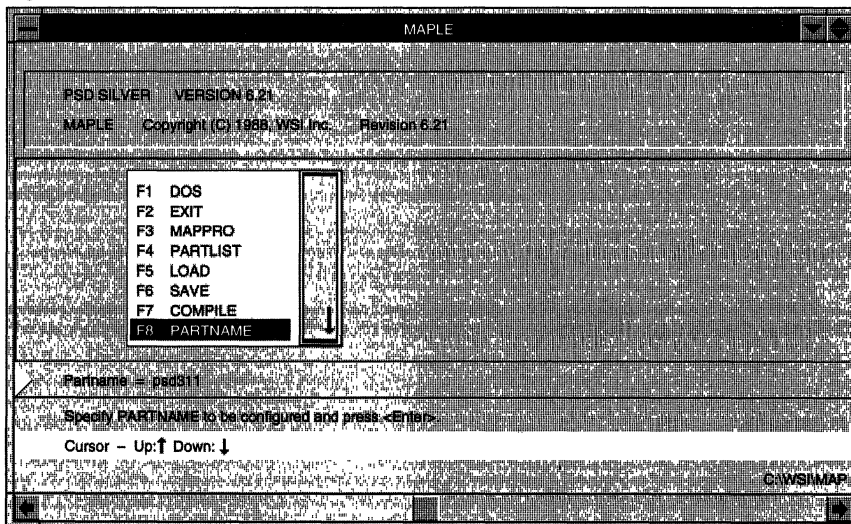 MAPLE
PSD SILVER VERSION 6.21
MAPLE Copyright (C) 1988, WSI Inc. Revision 6.21
F1 DOS
F2 EXIT
F3 MAPPRO
F4 PARTLIST
F5 LOAD
F6 SAVE
F7 COMPILE
F8 PARTNAME
Partname = psd311
Specify PARTNAME to be configured and press <Enter>.
Cursor – Up:↑ Down: ↓
C:\WSI\MAP